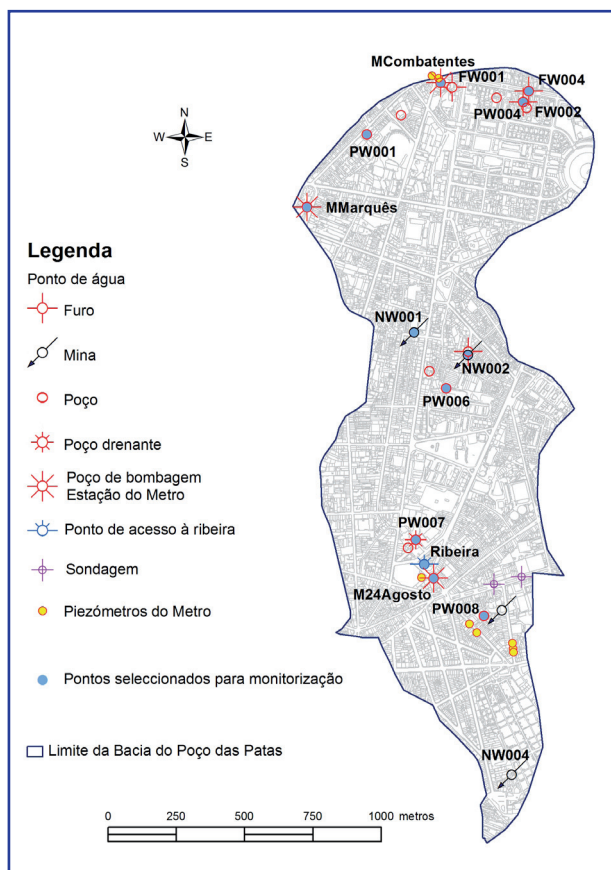 MCombatentes
FW001
FW004
PW004
FW002
PW001
N
W E
S
MMarquês
Legenda
Ponto de água
Furo
Mina
Poço
Poço drenante
Poço de bombagem
Estação do Metro
Ponto de acesso à ribeira
Sondagem
Piezómetros do Metro
Pontos seleccionados para monitorização
Limite da Bacia do Poço das Patas
NW001
NW002
PW006
PW007
Ribeira
M24Agosto
PW008
NW004
0 250 500 750 1000 metros